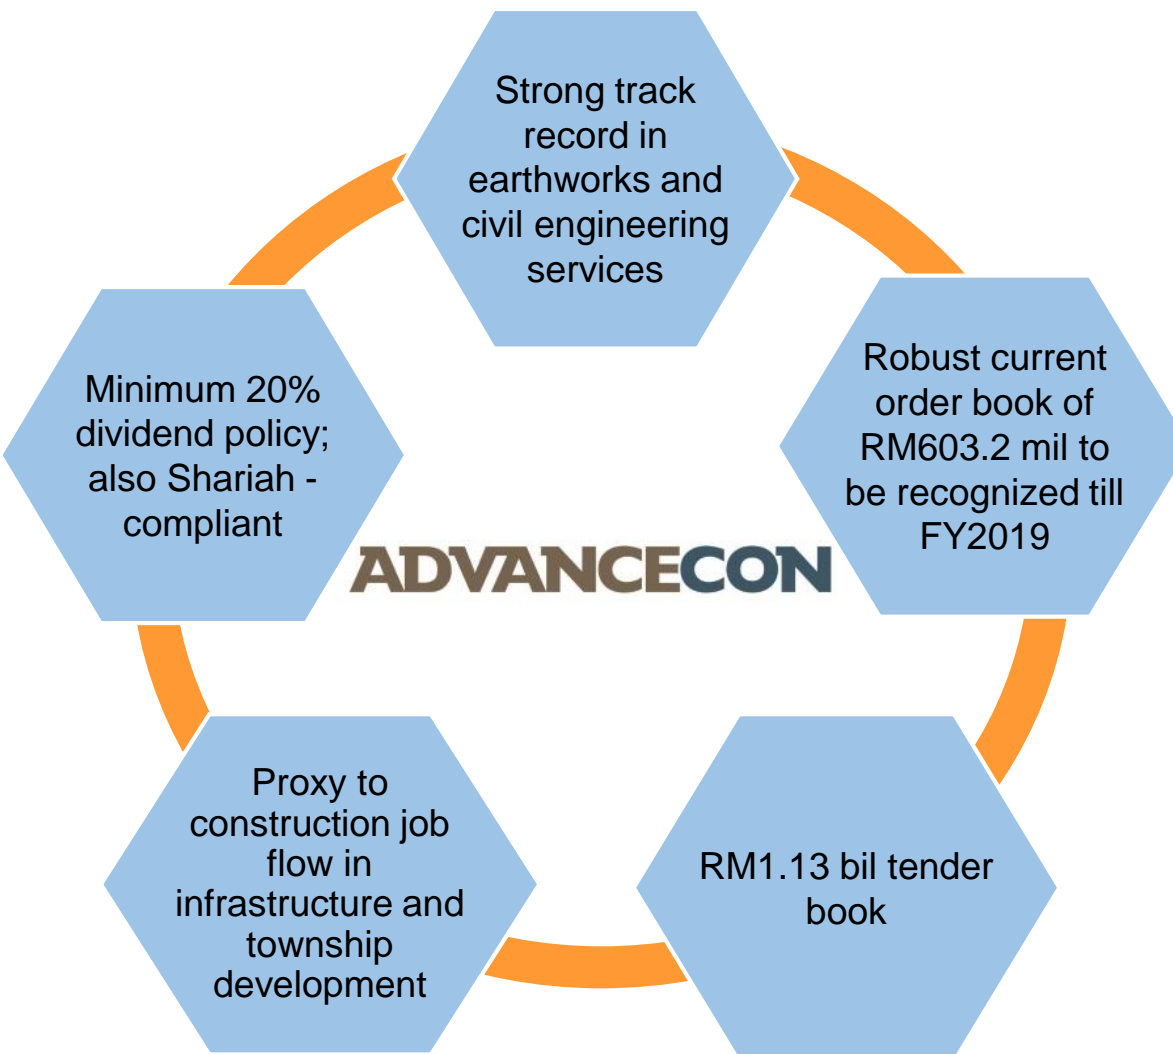 Strong track
record in
earthworks and
civil engineering
services
Robust current
order book of
RM603.2 mil to
be recognized till
FY2019
RM1.13 bil tender
book
Proxy to
construction job
flow in
infrastructure and
township
development
Minimum 20%
dividend policy;
also Shariah -
compliant
ADVANCECON